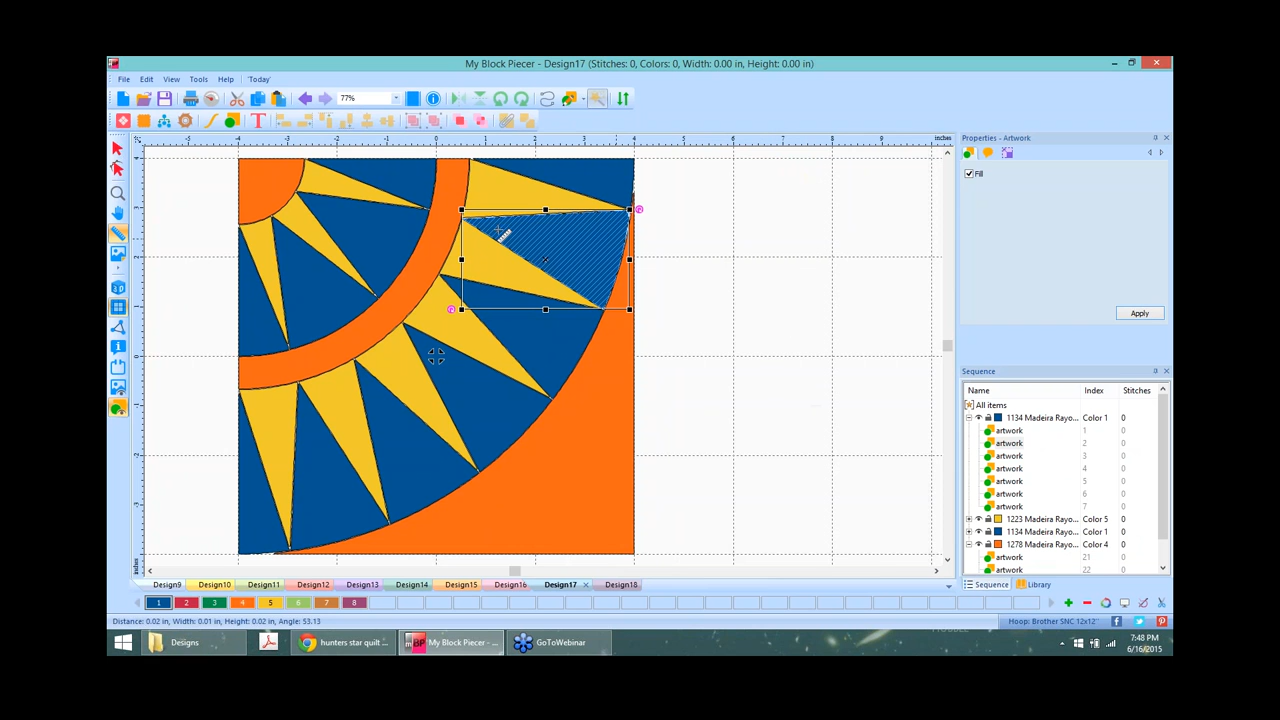 My Block Piecer - Design17 (Stitches: 0, Colors: 0, Width: 0.00 in, Height: 0.00 in)
File Edit View Tools Help 'Today'
77%
Properties - Artwork
inches
Fill
Apply
Sequence
Name Index Stitches
All items
1134 Madeira Rayo... Color 1 0
artwork 1 0
artwork 2 0
artwork 3 0
artwork 4 0
artwork 5 0
artwork 6 0
artwork 7 0
1223 Madeira Rayo... Color 5 0
1134 Madeira Rayo... Color 1 0
1278 Madeira Rayo... Color 4 0
artwork 21 0
artwork 22 0
Sequence Library
Design9 Design10 Design11 Design12 Design13 Design14 Design15 Design16 Design17 Design18
1 2 3 4 5 6 7 8
Distance: 0.02 in, Width: 0.01 in, Height: 0.02 in, Angle: 53.13
Hoop: Brother SNC 12x12"
Designs
hunters star quilt ...
My Block Piecer - ...
GoToWebinar
7:48 PM
6/16/2015